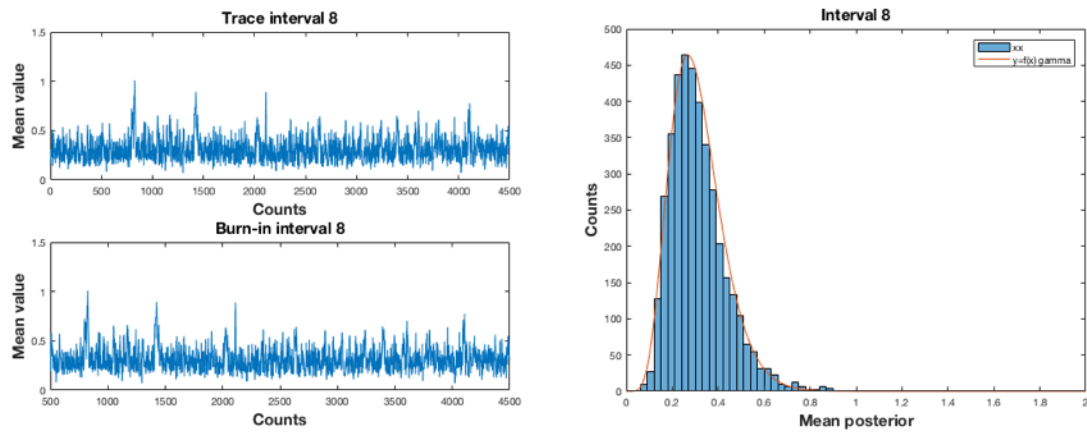 Trace interval 8
1.5
1
0.5
0
Mean value
0 500 1000 1500 2000 2500 3000 3500 4000 4500
Counts
Burn-in interval 8
1.5
1
0.5
0
Mean value
500 1000 1500 2000 2500 3000 3500 4000 4500
Counts
Interval 8
500
450
400
350
300
250
200
150
100
50
0
Counts
xx
y=f(x) gamma
0 0.2 0.4 0.6 0.8 1 1.2 1.4 1.6 1.8 2
Mean posterior